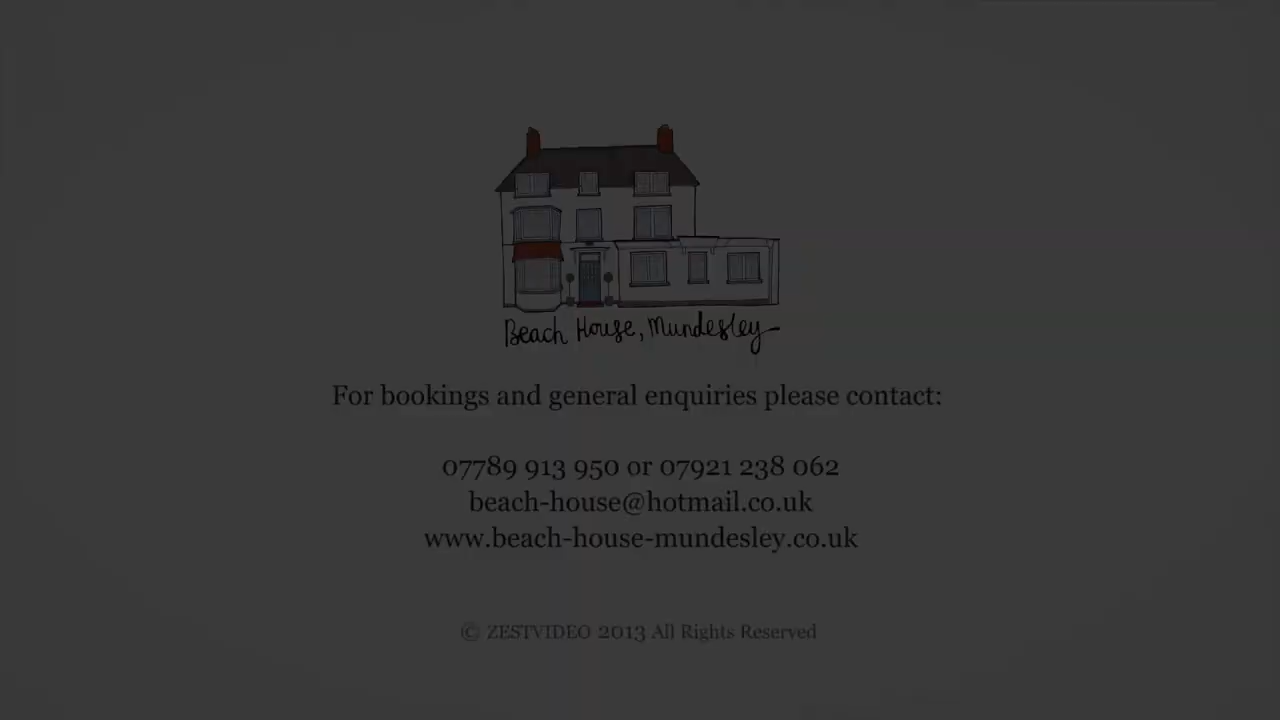 Beach House, Mundesley
For bookings and general enquiries please contact:
07789 913 950 or 07921 238 062
beach-house@hotmail.co.uk
www.beach-house-mundesley.co.uk
© ZESTVIDEO 2013 All Rights Reserved